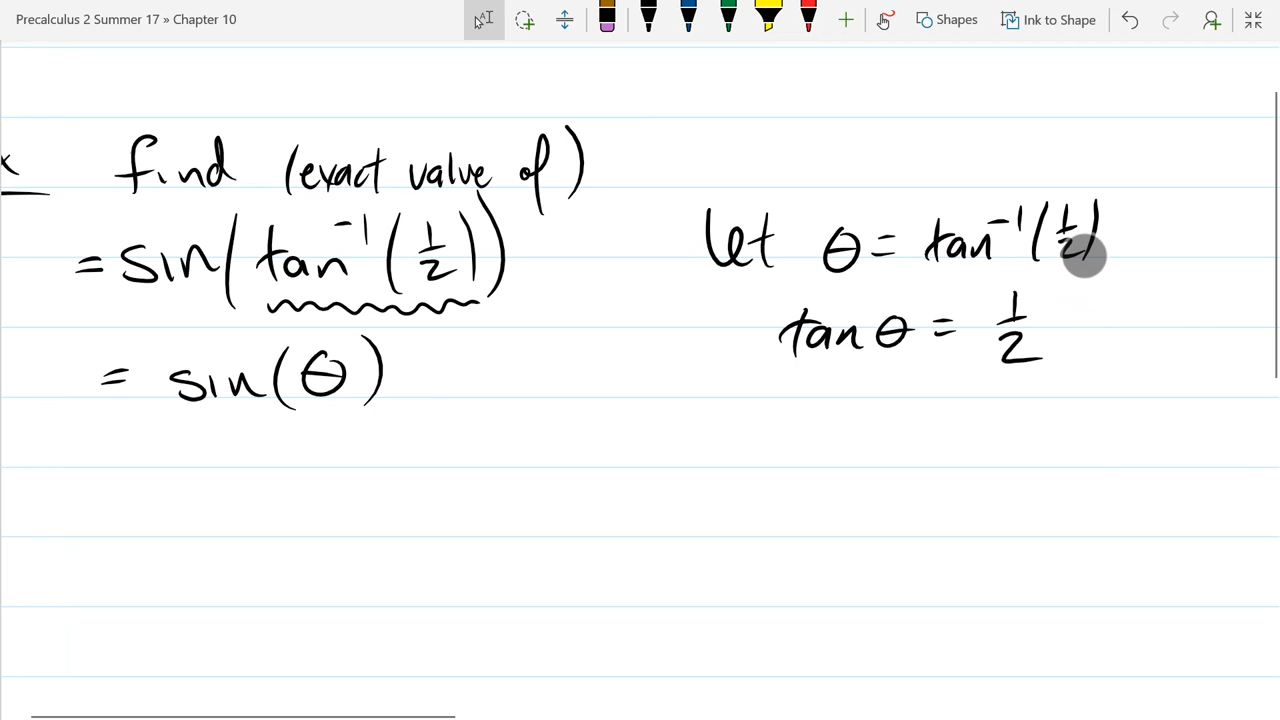 Precalculus 2 Summer 17 » Chapter 10
Shapes
Ink to Shape
find (exact value of)
= sin(tan⁻¹(1/2))
= sin(θ)
let θ = tan⁻¹(1/2)
tan θ = 1/2